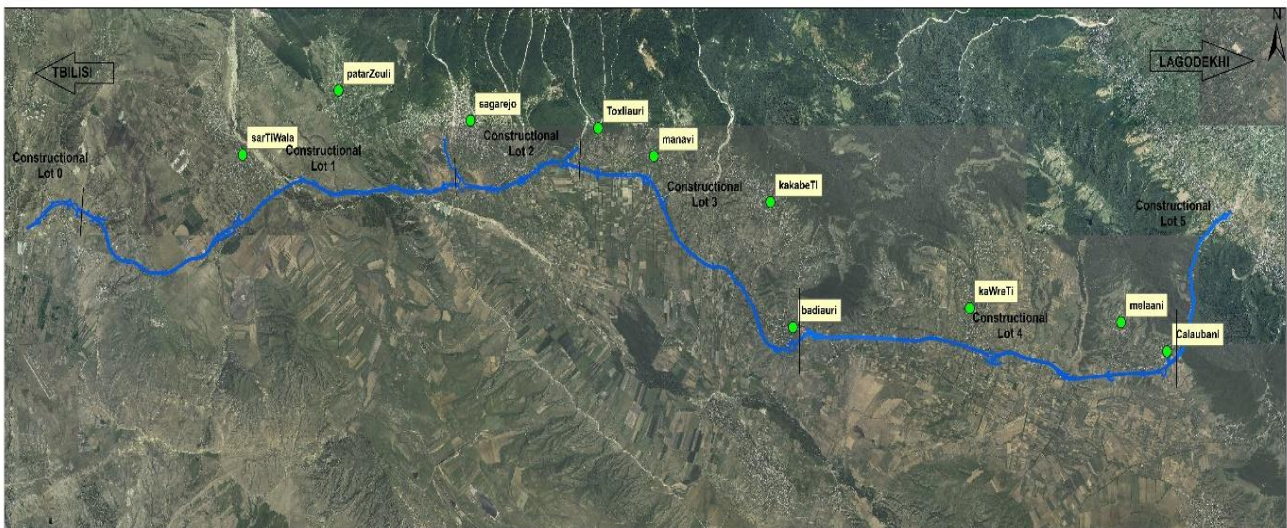 N
TBILISI
LAGODEKHI
patarZeuli
sagarejo
Toxliauri
sarTiWala
Constructional
Lot 2
manavi
Constructional
Lot 1
Constructional
Lot 0
Constructional
Lot 3
kakabeTi
Constructional
Lot 5
kaWreTi
Constructional
Lot 4
badiauri
melaani
Calaubani